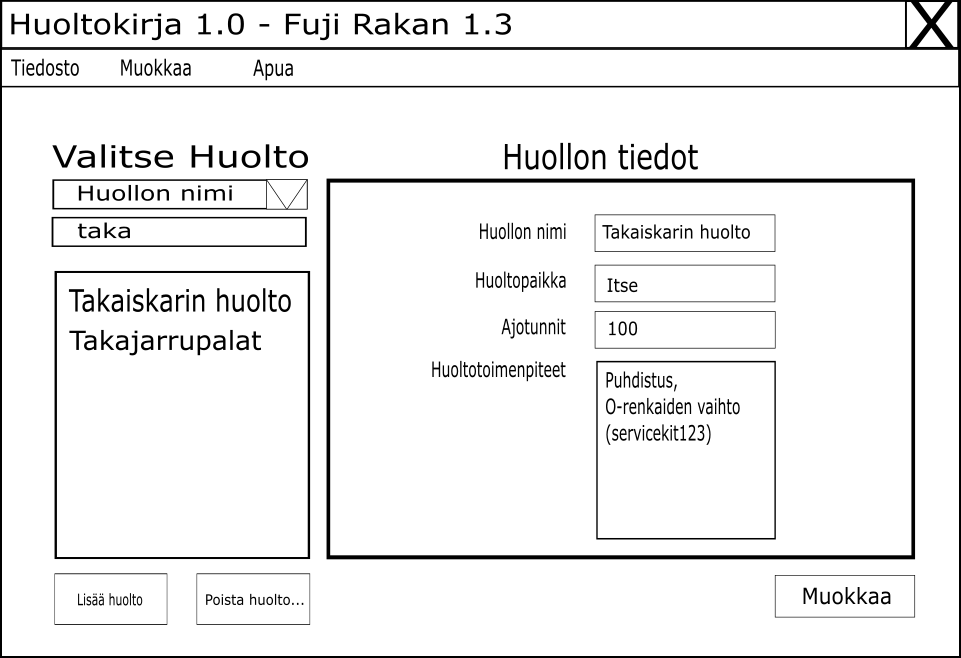 Huoltokirja 1.0 - Fuji Rakan 1.3
X
Tiedosto Muokkaa Apua
Valitse Huolto
Huollon nimi
taka
Takaiskarin huolto
Takajarrupalat
Lisää huolto
Poista huolto...
Huollon tiedot
Huollon nimi Takaiskarin huolto
Huoltopaikka Itse
Ajotunnit 100
Huoltotoimenpiteet Puhdistus,
O-renkaiden vaihto
(servicekit123)
Muokkaa